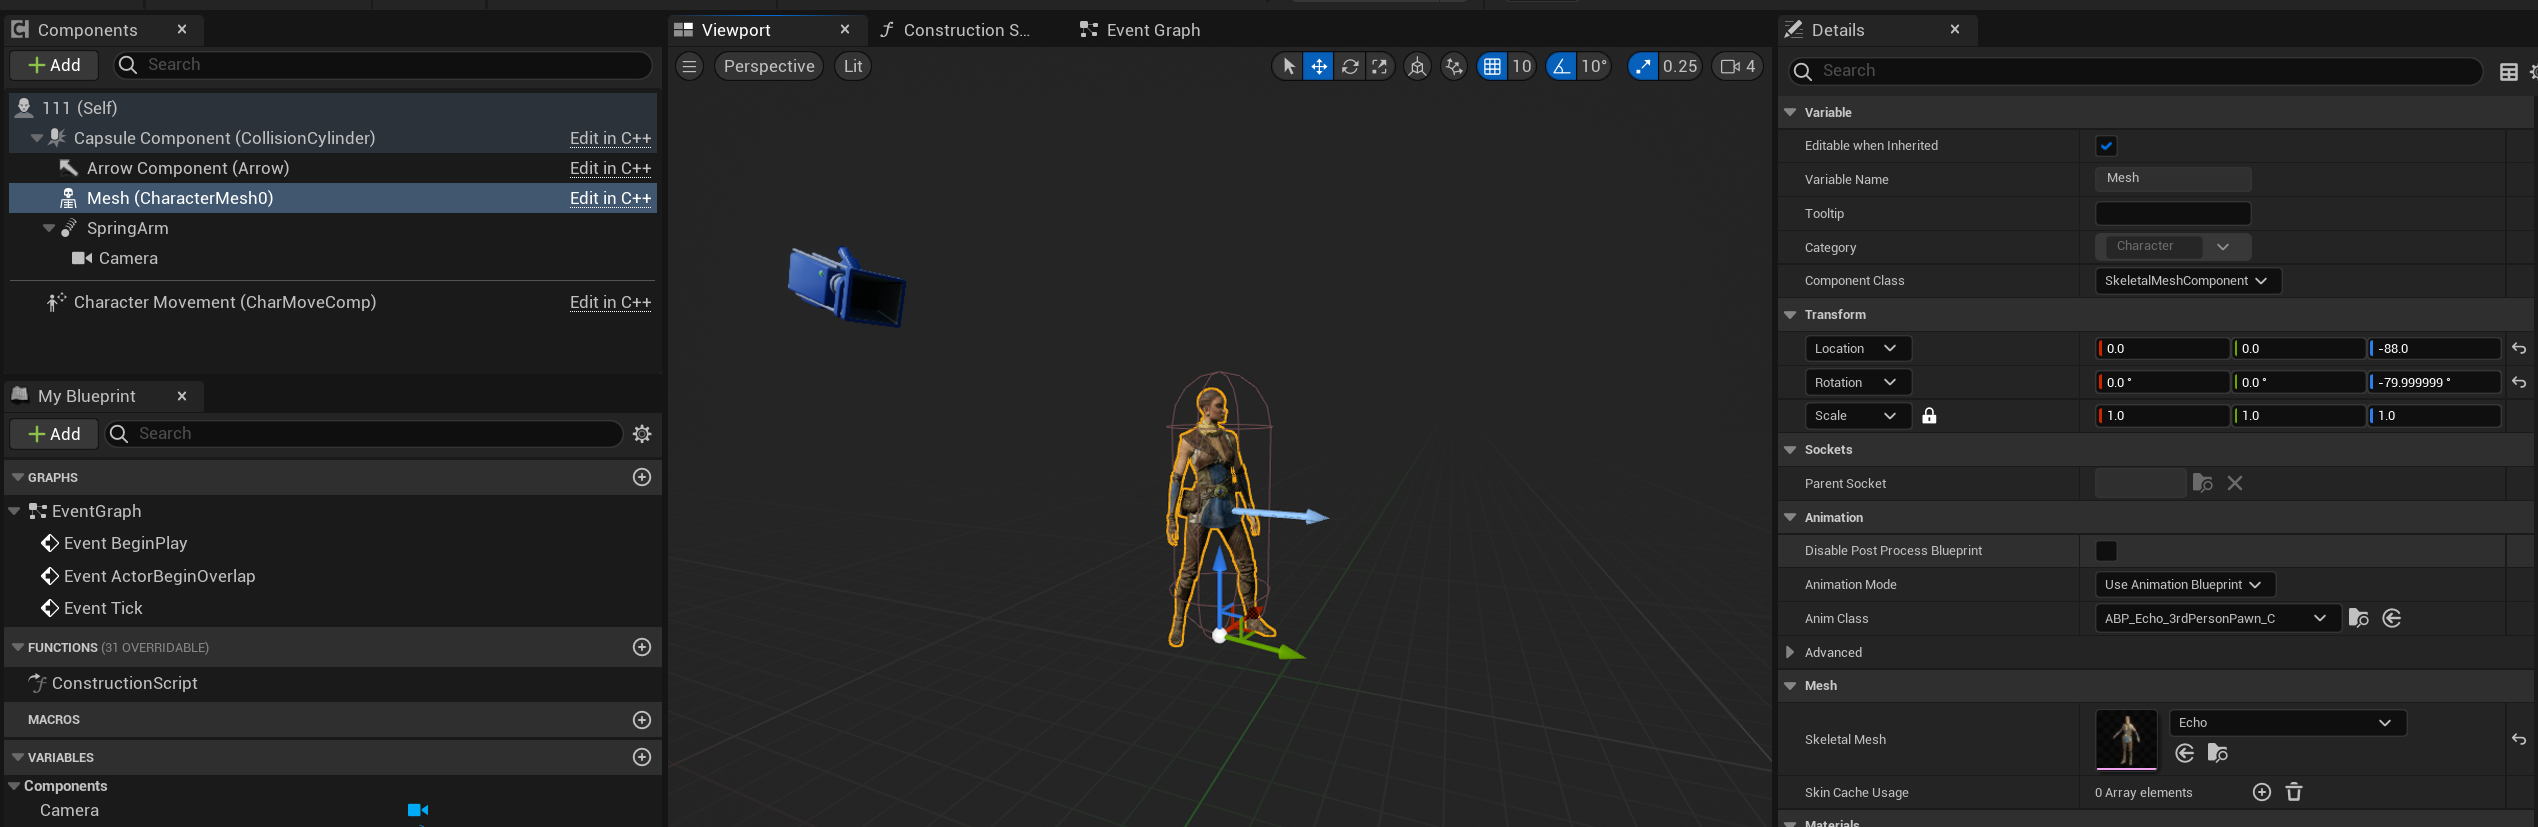 Components
Add
Search
111 (Self)
Capsule Component (CollisionCylinder) Edit in C++
Arrow Component (Arrow) Edit in C++
Mesh (CharacterMesh0) Edit in C++
SpringArm
Camera
Character Movement (CharMoveComp) Edit in C++
My Blueprint
Add
Search
GRAPHS
EventGraph
Event BeginPlay
Event ActorBeginOverlap
Event Tick
FUNCTIONS (31 OVERRIDABLE)
ConstructionScript
MACROS
VARIABLES
Components
Camera
Viewport
Construction S...
Event Graph
Perspective
Lit
10
10°
0.25
4
Details
Search
Variable
Editable when Inherited
Variable Name Mesh
Tooltip
Category Character
Component Class SkeletalMeshComponent
Transform
Location 0.0 0.0 -88.0
Rotation 0.0 ° 0.0 ° -79.999999 °
Scale 1.0 1.0 1.0
Sockets
Parent Socket
Animation
Disable Post Process Blueprint
Animation Mode Use Animation Blueprint
Anim Class ABP_Echo_3rdPersonPawn_C
Advanced
Mesh
Skeletal Mesh Echo
Skin Cache Usage 0 Array elements
Materials